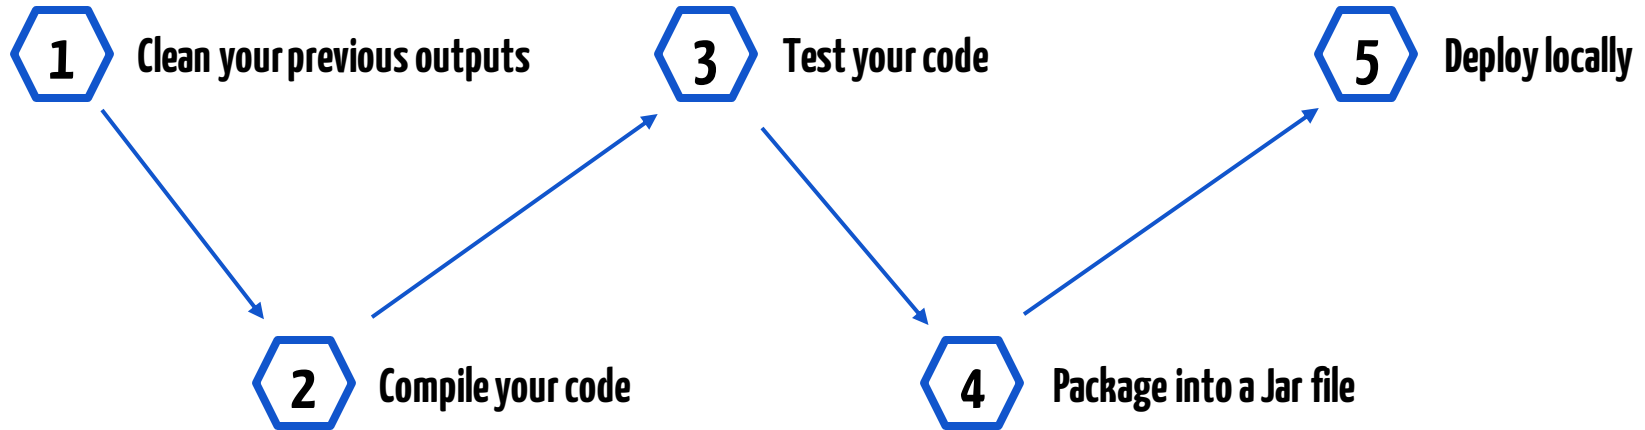 1 Clean your previous outputs
2 Compile your code
3 Test your code
4 Package into a Jar file
5 Deploy locally